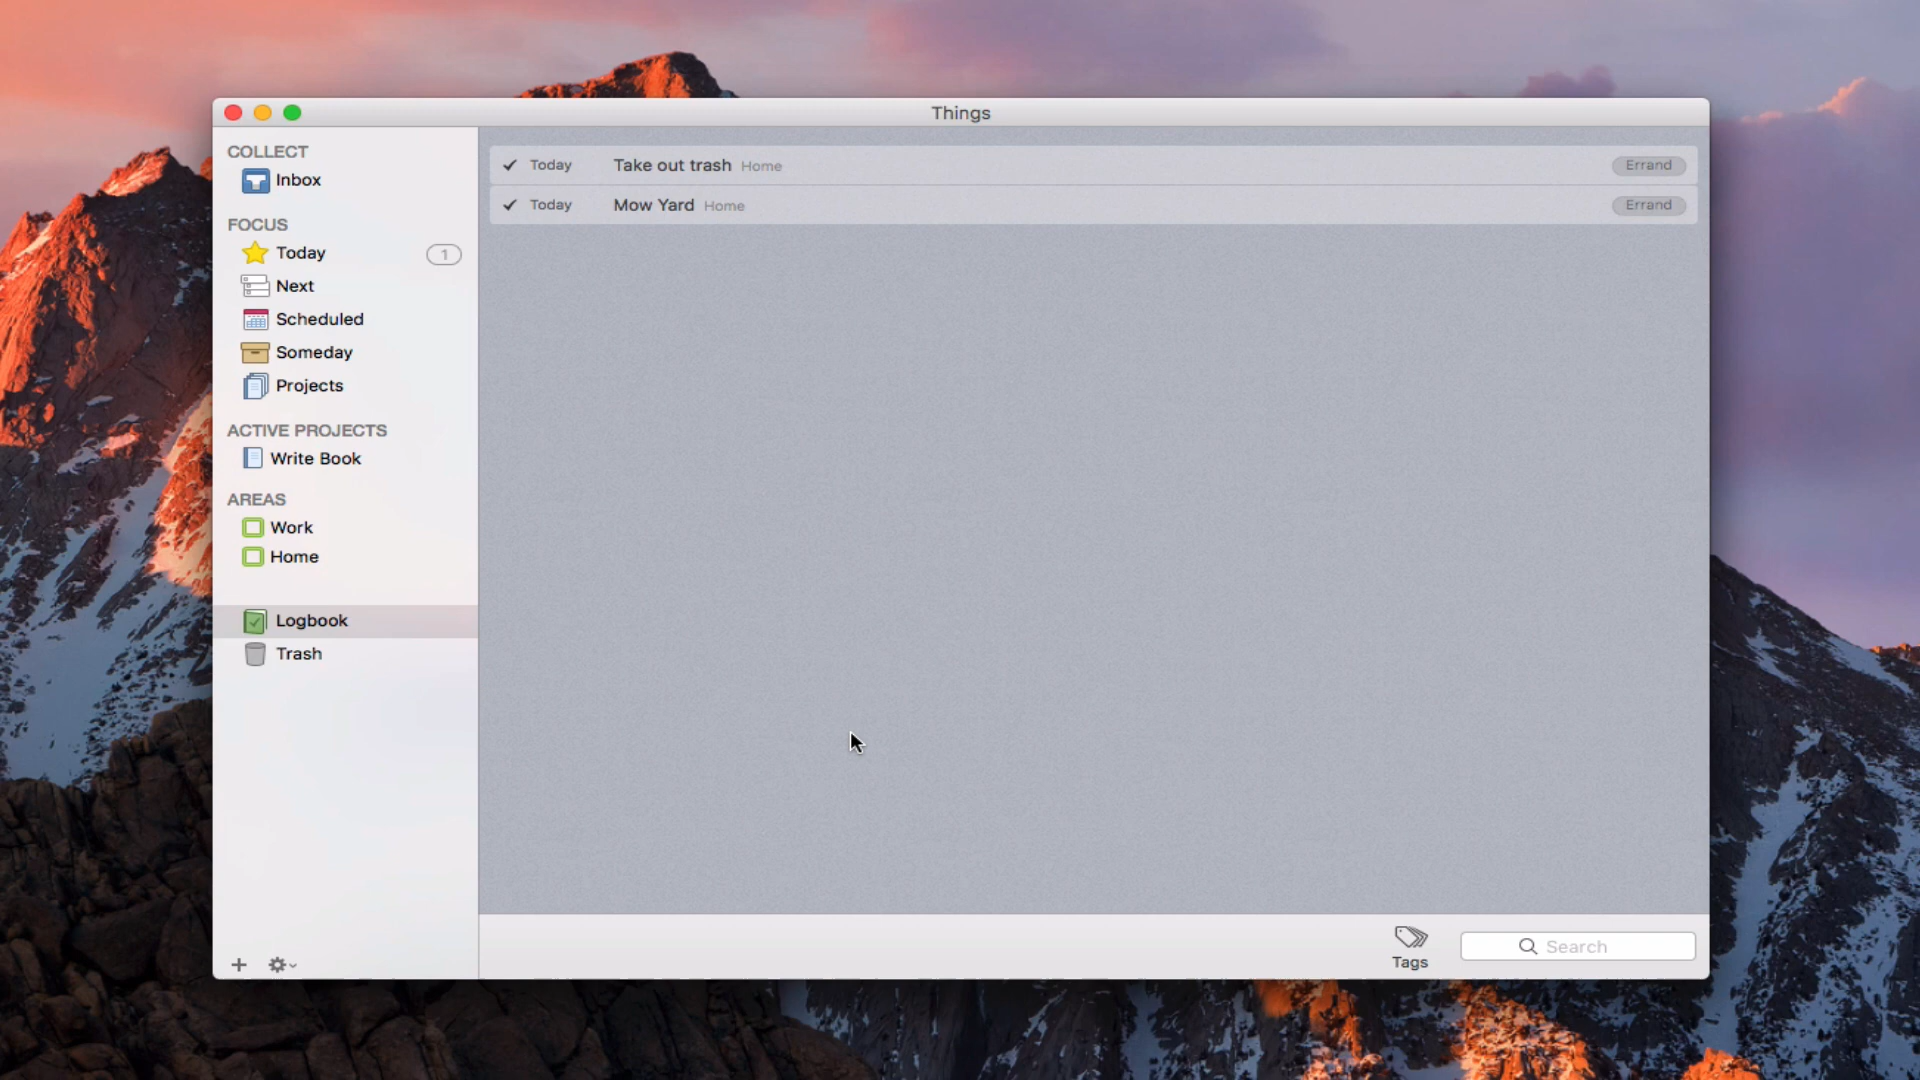 Things
COLLECT
Inbox
FOCUS
Today 1
Next
Scheduled
Someday
Projects
ACTIVE PROJECTS
Write Book
AREAS
Work
Home
Logbook
Trash
✓ Today Take out trash Home Errand
✓ Today Mow Yard Home Errand
Tags
Search